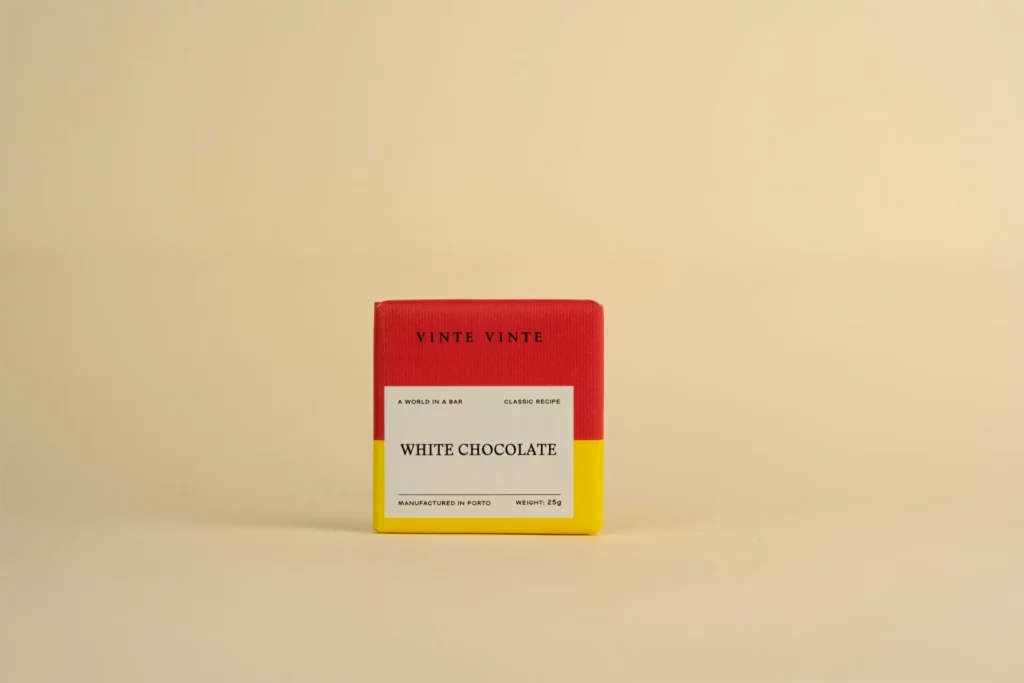 VINTE VINTE
A WORLD IN A BAR CLASSIC RECIPE
WHITE CHOCOLATE
MANUFACTURED IN PORTO WEIGHT: 25g